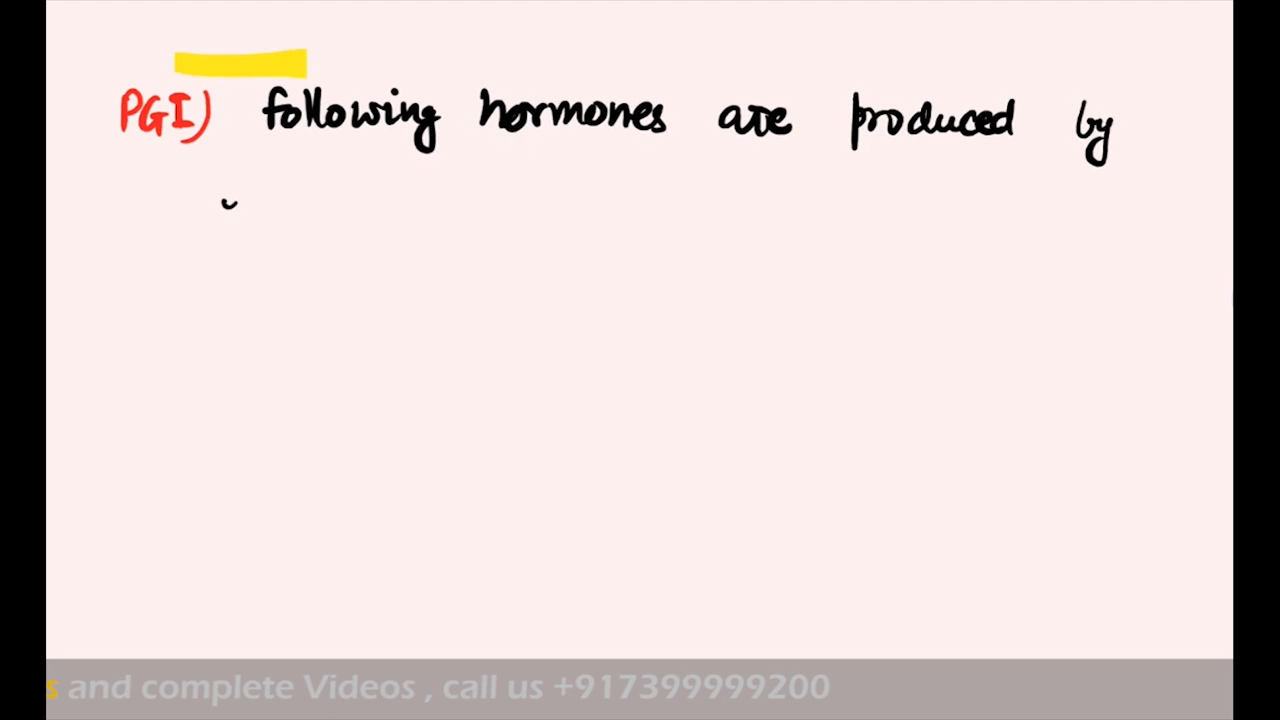 PGI) following hormones are produced by
s and complete Videos , call us +917399999200